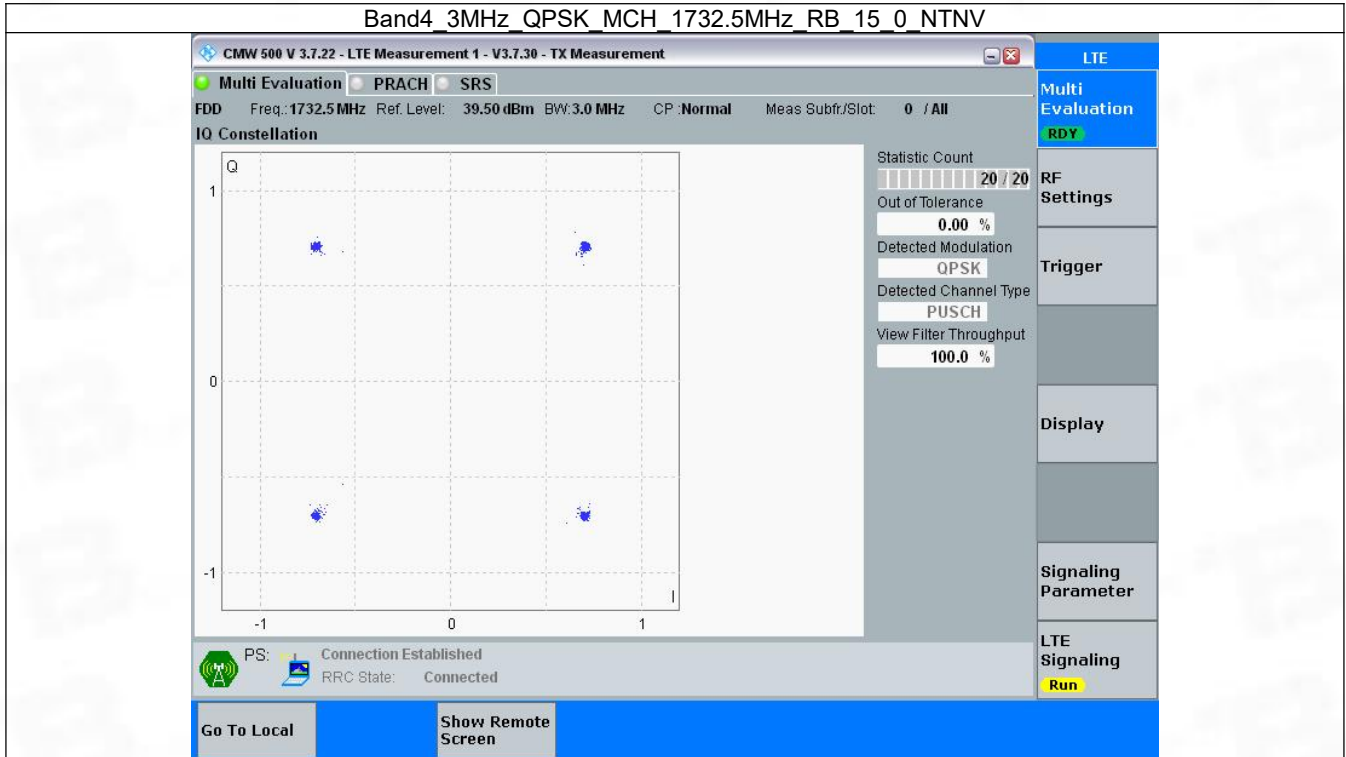 Band4_3MHz_QPSK_MCH_1732.5MHz_RB_15_0_NTNV
CMW 500 V 3.7.22 - LTE Measurement 1 - V3.7.30 - TX Measurement
LTE
Multi Evaluation PRACH SRS
Multi
Evaluation
RDY
FDD Freq.: 1732.5 MHz Ref. Level: 39.50 dBm BW: 3.0 MHz CP : Normal Meas Subfr./Slot: 0 / All
IQ Constellation
Q
1
0
-1
I
-1 0 1
Statistic Count
20 / 20
Out of Tolerance
0.00 %
Detected Modulation
QPSK
Detected Channel Type
PUSCH
View Filter Throughput
100.0 %
RF
Settings
Trigger
Display
Signaling
Parameter
LTE
Signaling
Run
PS: Connection Established
RRC State: Connected
Go To Local
Show Remote
Screen